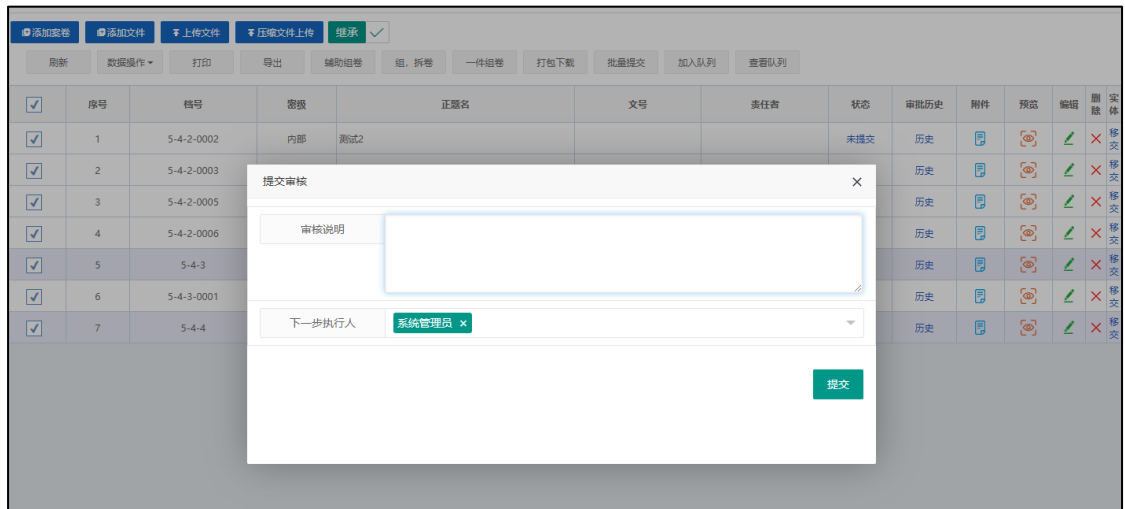 添加案卷 添加文件 上传文件 压缩文件上传 继承
刷新 数据操作 打印 导出 辅助组卷 组，拆卷 一件组卷 打包下载 批量提交 加入队列 查看队列
序号 档号 密级 正题名 文号 责任者 状态 审批历史 附件 预览 编辑 删除 实体
1 5-4-2-0002 内部 测试2 未提交 历史 移交
2 5-4-2-0003 历史 移交
3 5-4-2-0005 历史 移交
4 5-4-2-0006 历史 移交
5 5-4-3 历史 移交
6 5-4-3-0001 历史 移交
7 5-4-4 历史 移交
提交审核
审核说明
下一步执行人 系统管理员 ×
提交